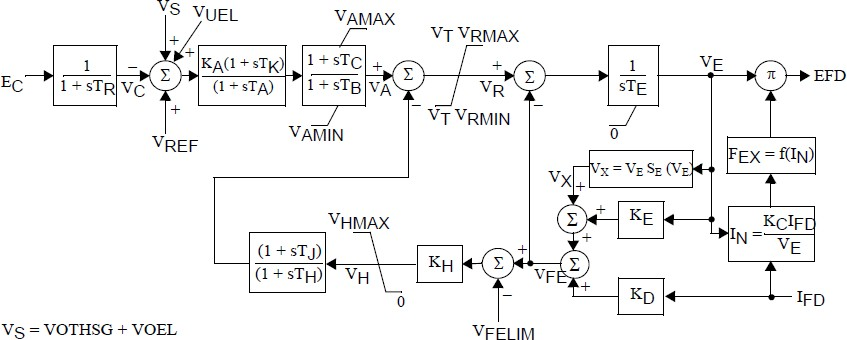 VS
VUEL
+
+
−
+
EC
1
1 + sTR
VC
Σ
VREF
KA(1 + sTK)
(1 + sTA)
VAMAX
1 + sTC
1 + sTB
VAMIN
+
VA
Σ
−
VT VRMAX
VT VRMIN
+
VR
Σ
−
1
sTE
0
VE
π
EFD
FEX = f(IN)
VX = VE SE (VE)
VX
+
Σ
+
KE
IN = KCIFD
VE
+
VFE
Σ
+
KD
IFD
(1 + sTJ)
(1 + sTH)
VHMAX
VH
0
KH
Σ
+
−
VFELIM
VS = VOTHSG + VOEL